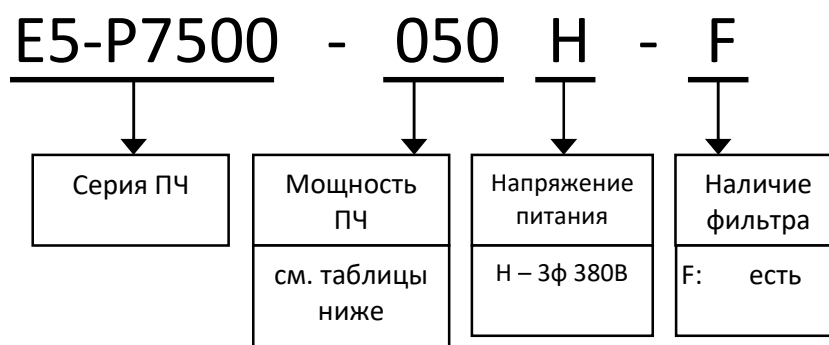 E5-P7500 - 050 H - F
Серия ПЧ
Мощность
ПЧ
см. таблицы
ниже
Напряжение
питания
Н – 3ф 380В
Наличие
фильтра
F: есть